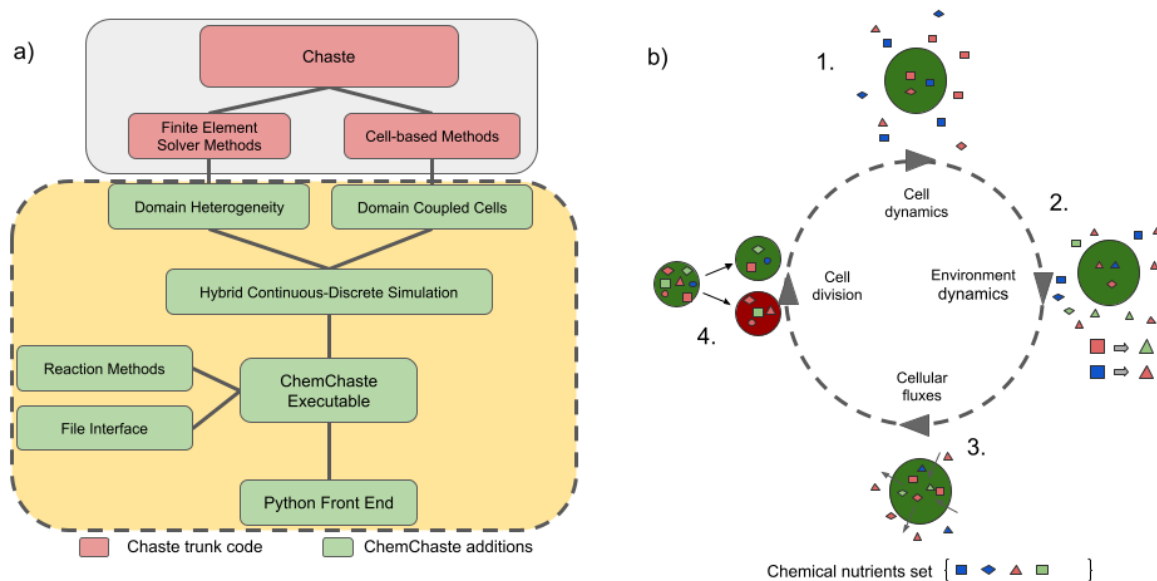 a)
Chaste
Finite Element
Solver Methods
Cell-based Methods
Domain Heterogeneity
Domain Coupled Cells
Hybrid Continuous-Discrete Simulation
Reaction Methods
File Interface
ChemChaste
Executable
Python Front End
Chaste trunk code
ChemChaste additions
b)
1.
Cell
dynamics
2.
Environment
dynamics
Cell
division
4.
Cellular
fluxes
3.
Chemical nutrients set { }